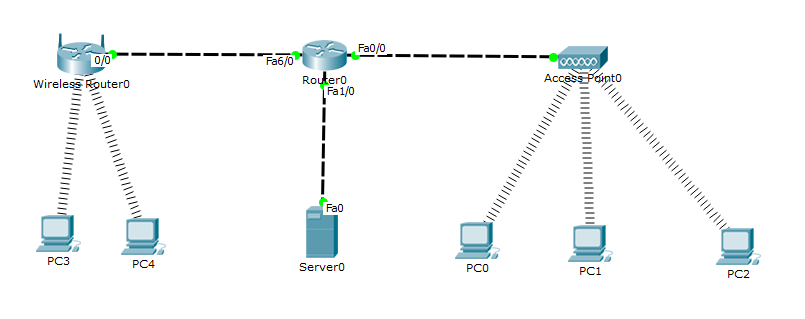 0/0
Wireless Router0
Fa6/0
Fa0/0
Router0
Fa1/0
Access Point0
Fa0
Server0
PC3
PC4
PC0
PC1
PC2